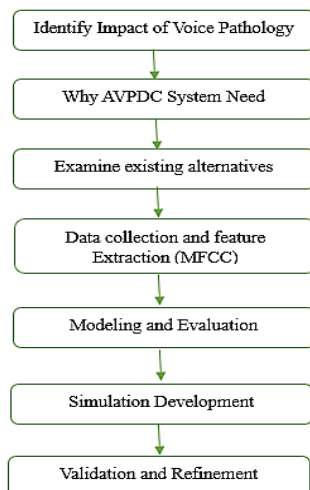 Identify Impact of Voice Pathology
Why AVPDC System Need
Examine existing alternatives
Data collection and feature
Extraction (MFCC)
Modeling and Evaluation
Simulation Development
Validation and Refinement